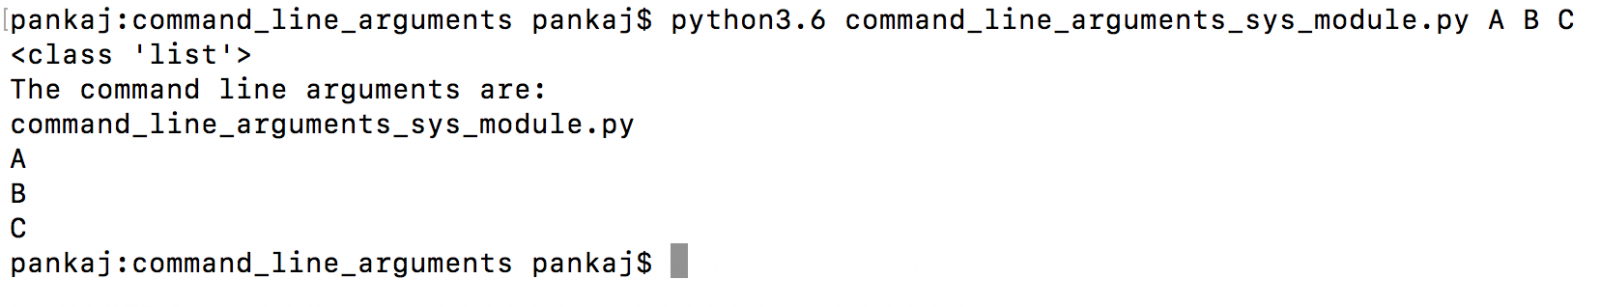 [pankaj:command_line_arguments pankaj$ python3.6 command_line_arguments_sys_module.py A B C
<class 'list'>
The command line arguments are:
command_line_arguments_sys_module.py
A
B
C
pankaj:command_line_arguments pankaj$